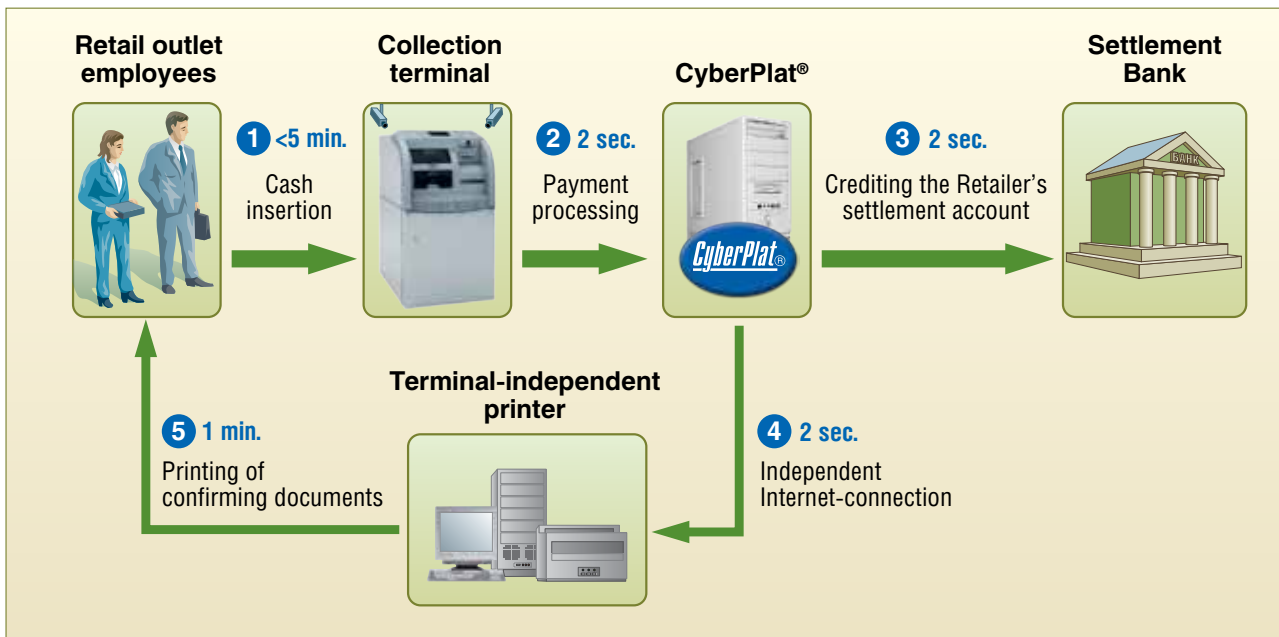 Retail outlet
employees
Collection
terminal
CyberPlat®
Settlement
Bank
1 <5 min.
Cash
insertion
2 2 sec.
Payment
processing
3 2 sec.
Crediting the Retailer's
settlement account
БАНК
CyberPlat®
Terminal-independent
printer
5 1 min.
Printing of
confirming documents
4 2 sec.
Independent
Internet-connection